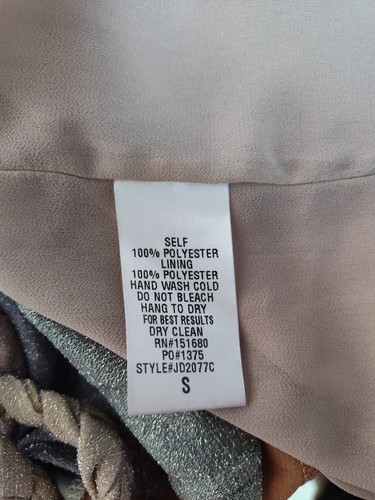 SELF
100% POLYESTER
LINING
100% POLYESTER
HAND WASH COLD
DO NOT BLEACH
HANG TO DRY
FOR BEST RESULTS
DRY CLEAN
RN#151680
PO#1375
STYLE#JD2077C
S